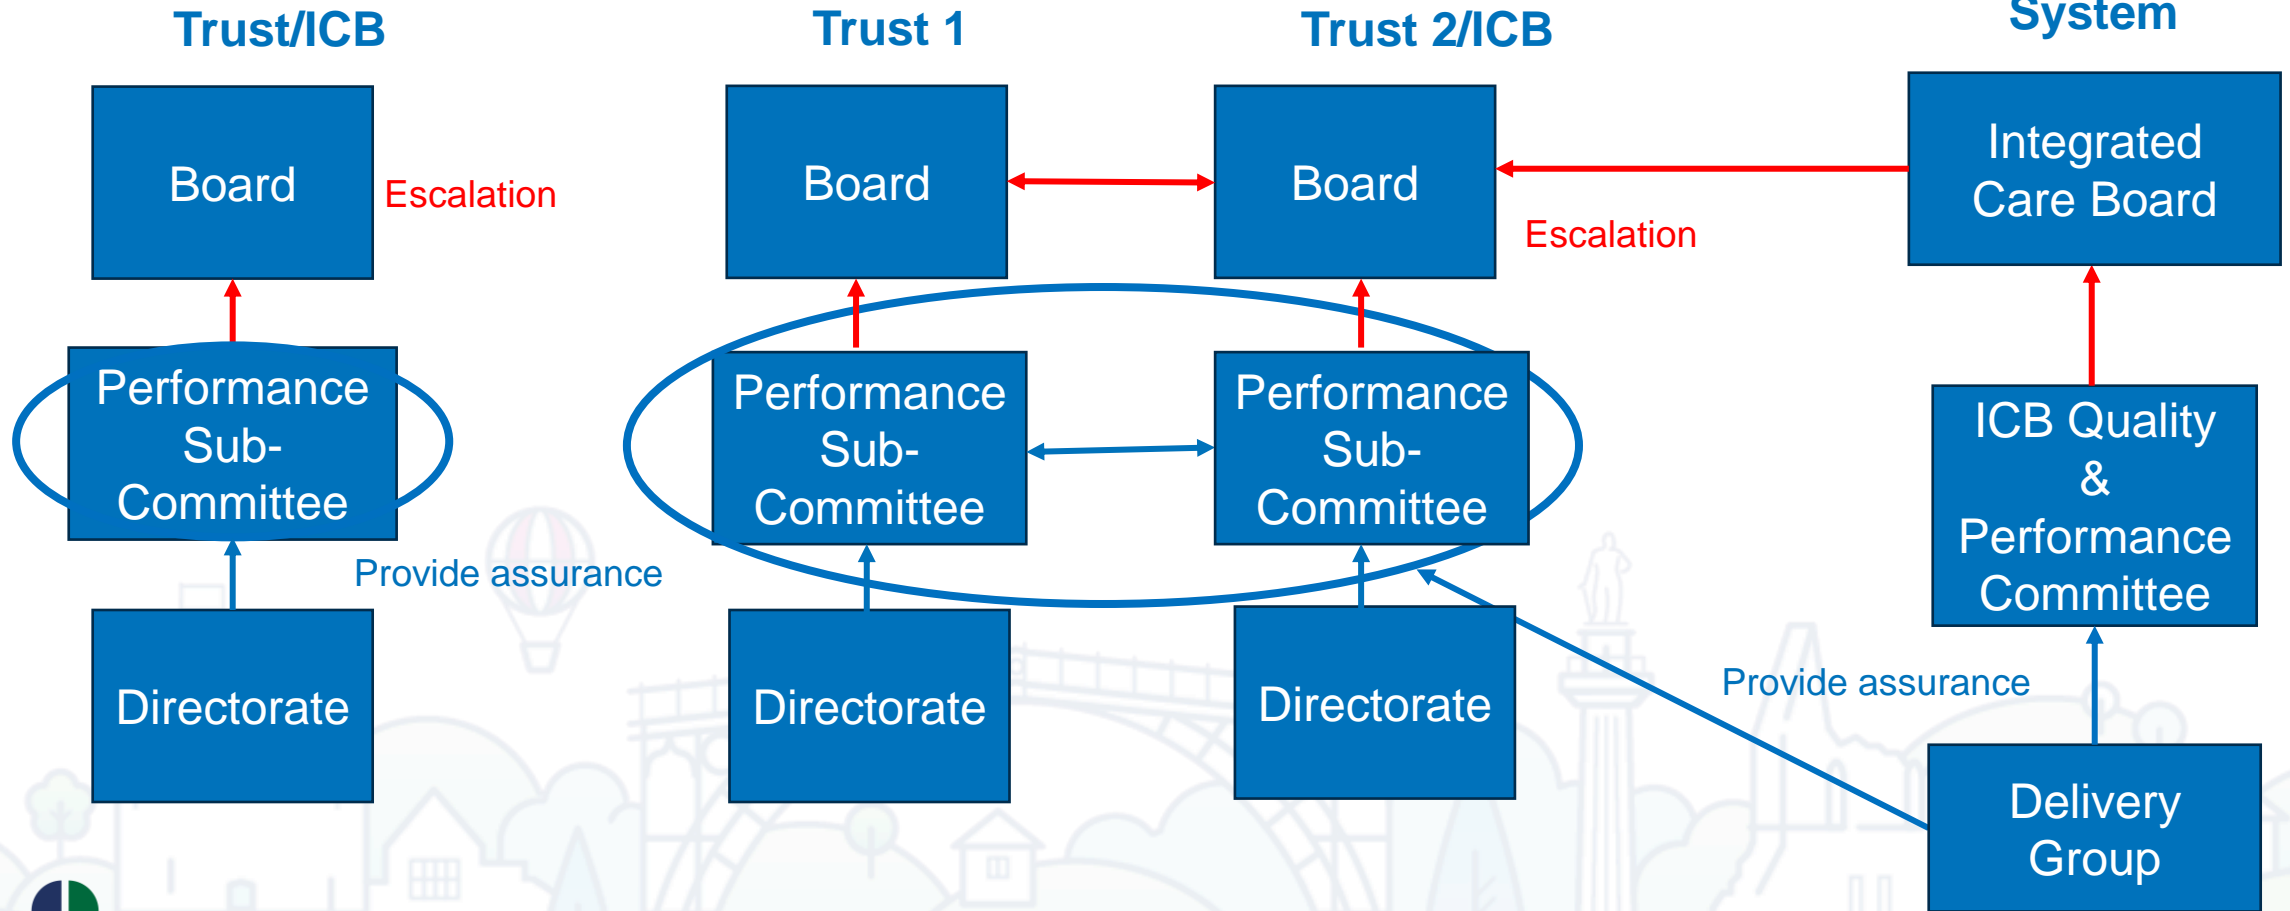 Trust/ICB
Trust 1
Trust 2/ICB
System
Board
Escalation
Board
Board
Escalation
Integrated
Care Board
Performance
Sub-
Committee
Performance
Sub-
Committee
Performance
Sub-
Committee
ICB Quality
&
Performance
Committee
Provide assurance
Directorate
Directorate
Directorate
Provide assurance
Delivery
Group